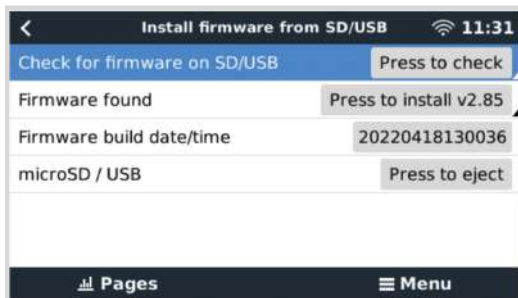 Install firmware from SD/USB 11:31
Check for firmware on SD/USB Press to check
Firmware found Press to install v2.85
Firmware build date/time 20220418130036
microSD / USB Press to eject
Pages Menu